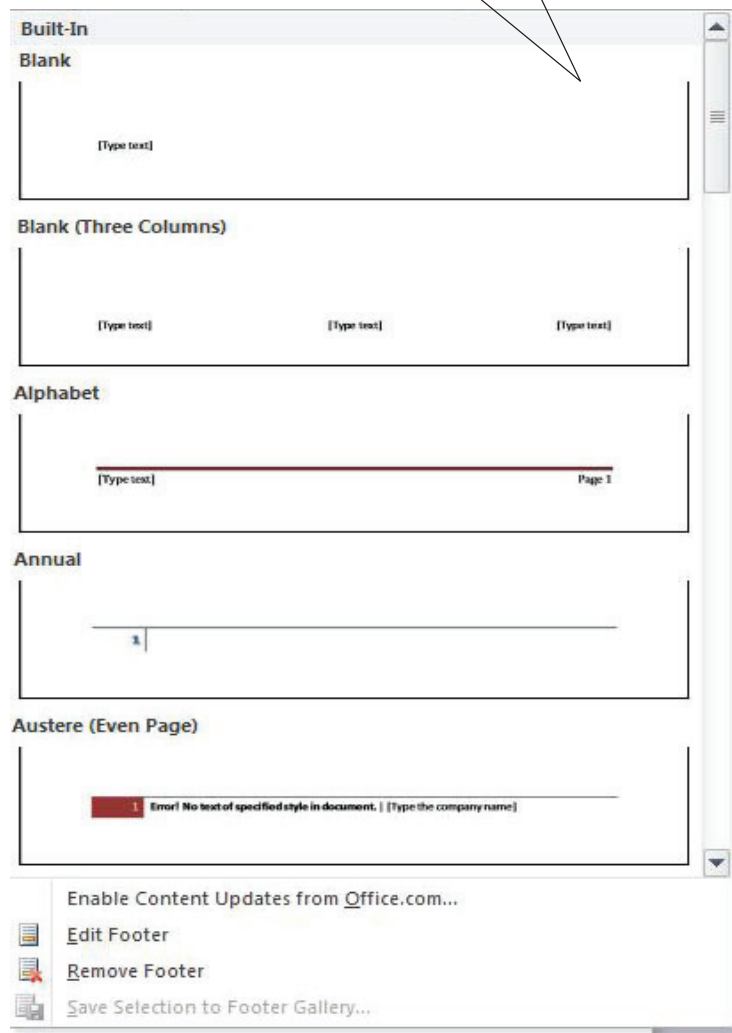 Built-In
Blank
[Type text]
Blank (Three Columns)
[Type text] [Type text] [Type text]
Alphabet
[Type text] Page 1
Annual
1
Austere (Even Page)
1 Error! No text of specified style in document. | [Type the company name]
Enable Content Updates from Office.com...
Edit Footer
Remove Footer
Save Selection to Footer Gallery...